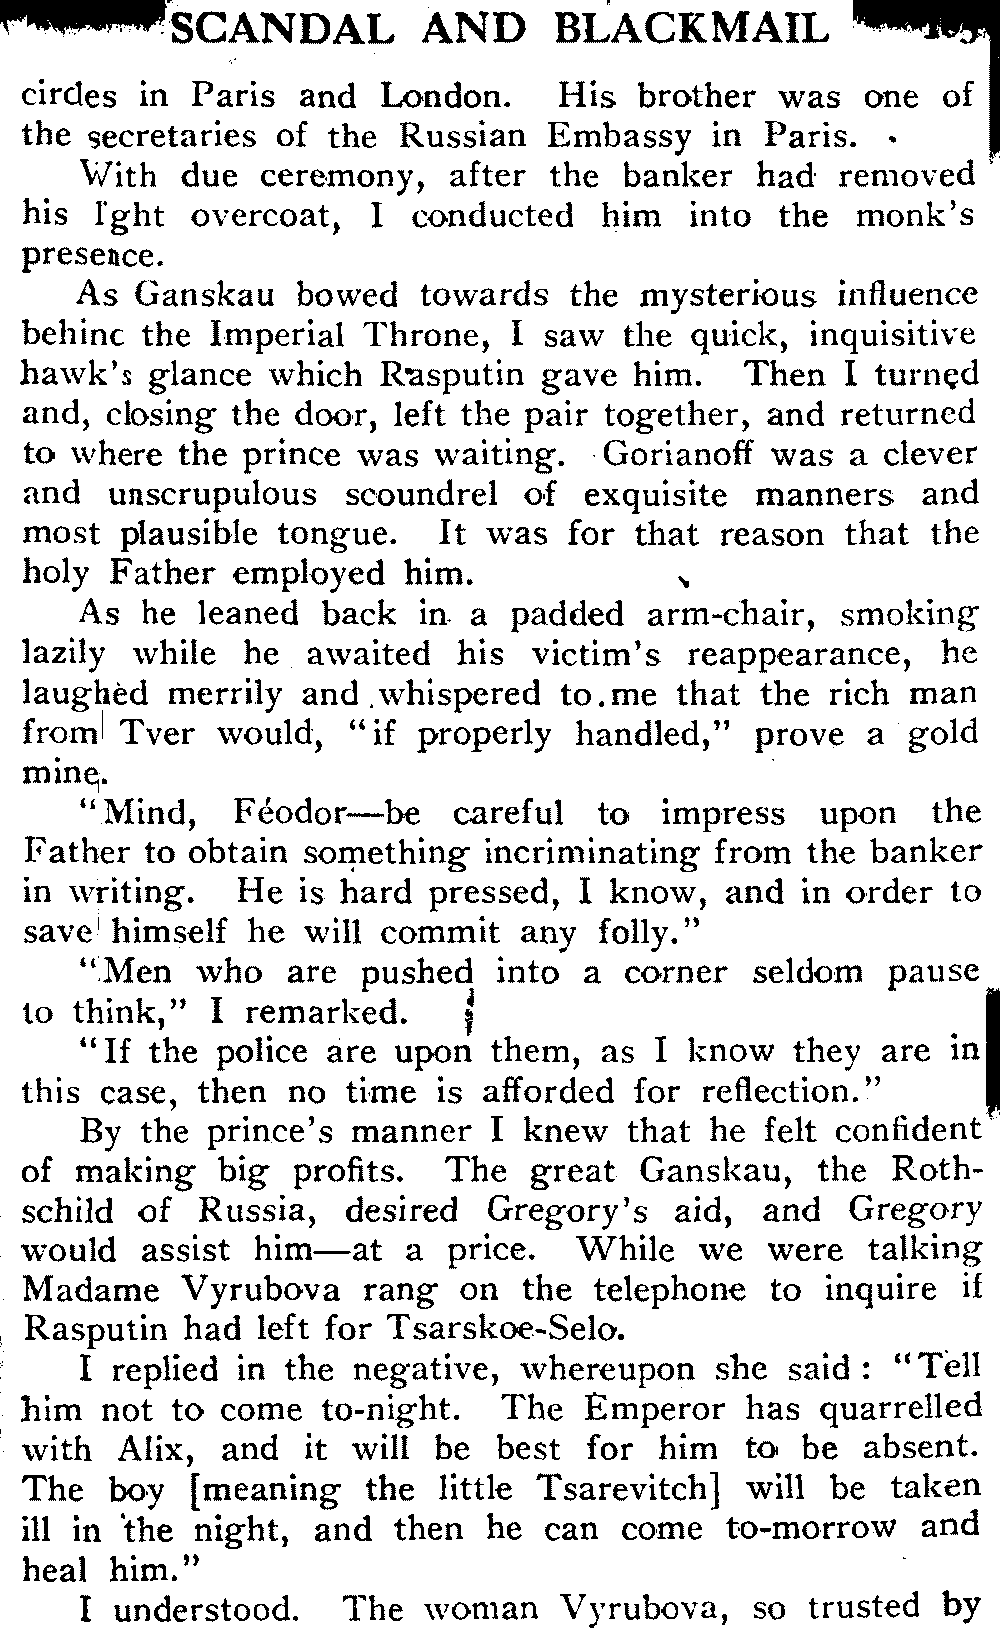 SCANDAL AND BLACKMAIL
circles in Paris and London. His brother was one of
the secretaries of the Russian Embassy in Paris.
With due ceremony, after the banker had removed
his l'ght overcoat, I conducted him into the monk's
presence.
As Ganskau bowed towards the mysterious influence
behind the Imperial Throne, I saw the quick, inquisitive
hawk's glance which Rasputin gave him. Then I turned
and, closing the door, left the pair together, and returned
to where the prince was waiting. Gorianoff was a clever
and unscrupulous scoundrel of exquisite manners and
most plausible tongue. It was for that reason that the
holy Father employed him.
As he leaned back in a padded arm-chair, smoking
lazily while he awaited his victim's reappearance, he
laughed merrily and whispered to me that the rich man
from Tver would, "if properly handled," prove a gold
mine.
"Mind, Féodor—be careful to impress upon the
Father to obtain something incriminating from the banker
in writing. He is hard pressed, I know, and in order to
save himself he will commit any folly."
"Men who are pushed into a corner seldom pause
to think," I remarked.
"If the police are upon them, as I know they are in
this case, then no time is afforded for reflection."
By the prince's manner I knew that he felt confident
of making big profits. The great Ganskau, the Roth-
schild of Russia, desired Gregory's aid, and Gregory
would assist him—at a price. While we were talking
Madame Vyrubova rang on the telephone to inquire if
Rasputin had left for Tsarskoe-Selo.
I replied in the negative, whereupon she said: "Tell
him not to come to-night. The Emperor has quarrelled
with Alix, and it will be best for him to be absent.
The boy [meaning the little Tsarevitch] will be taken
ill in the night, and then he can come to-morrow and
heal him."
I understood. The woman Vyrubova, so trusted by